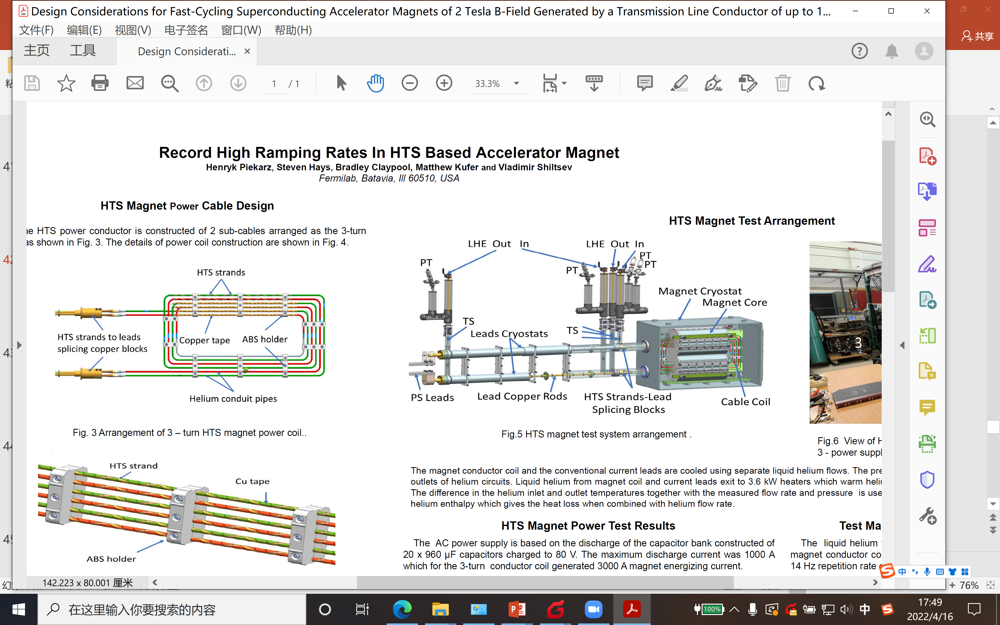 Design Considerations for Fast-Cycling Superconducting Accelerator Magnets of 2 Tesla B-Field Generated by a Transmission Line Conductor of up to 1...
文件(F) 编辑(E) 视图(V) 电子签名 窗口(W) 帮助(H)
共享
主页 工具 Design Considerati...
1 / 1 33.3%
Record High Ramping Rates In HTS Based Accelerator Magnet
Henryk Piekarz, Steven Hays, Bradley Claypool, Matthew Kufer and Vladimir Shiltsev
Fermilab, Batavia, Ill 60510, USA
HTS Magnet Power Cable Design
HTS power conductor is constructed of 2 sub-cables arranged as the 3-turn
as shown in Fig. 3. The details of power coil construction are shown in Fig. 4.
HTS strands
HTS strands to leads
splicing copper blocks
Copper tape
ABS holder
Helium conduit pipes
Fig. 3 Arrangement of 3 – turn HTS magnet power coil..
HTS strand
Cu tape
ABS holder
HTS Magnet Test Arrangement
LHE Out In
LHE Out In
PT
PT
PT
PT
Magnet Cryostat
Magnet Core
TS
TS
Leads Cryostats
PS Leads
Lead Copper Rods
HTS Strands-Lead
Splicing Blocks
Cable Coil
3
Fig.5 HTS magnet test system arrangement .
Fig.6 View of
3 - power
The magnet conductor coil and the conventional current leads are cooled using separate liquid helium flows. The
outlets of helium circuits. Liquid helium from magnet coil and current leads exit to 3.6 kW heaters which warm
The difference in the helium inlet and outlet temperatures together with the measured flow rate and pressure is
helium enthalpy which gives the heat loss when combined with helium flow rate.
HTS Magnet Power Test Results
The AC power supply is based on the discharge of the capacitor bank constructed of
20 x 960 µF capacitors charged to 80 V. The maximum discharge current was 1000 A
which for the 3-turn conductor coil generated 3000 A magnet energizing current.
Test
The liquid helium
magnet conductor
14 Hz repetition rate
142.223 x 80.001 厘米
中
76%
在这里输入你要搜索的内容
100%
中
17:49
2022/4/16